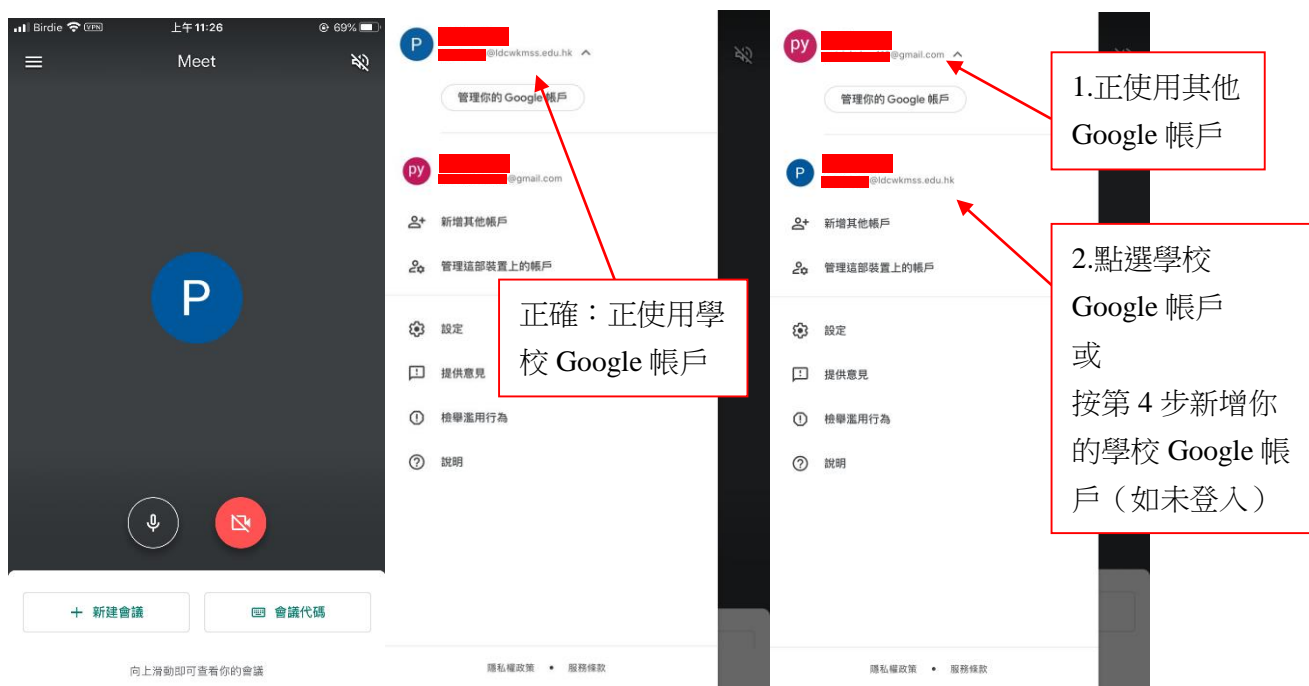 Birdie VPN 上午11:26 69%
Meet
P
+ 新建會議
會議代碼
向上滑動即可查看你的會議
P
@ldcwkmss.edu.hk
管理你的 Google 帳戶
py
@gmail.com
新增其他帳戶
管理這部裝置上的帳戶
設定
提供意見
檢舉濫用行為
說明
隱私權政策 • 服務條款
正確：正使用學
校 Google 帳戶
py
@gmail.com
管理你的 Google 帳戶
P
@ldcwkmss.edu.hk
新增其他帳戶
管理這部裝置上的帳戶
設定
提供意見
檢舉濫用行為
說明
隱私權政策 • 服務條款
1.正使用其他
Google 帳戶
2.點選學校
Google 帳戶
或
按第 4 步新增你
的學校 Google 帳
戶（如未登入）